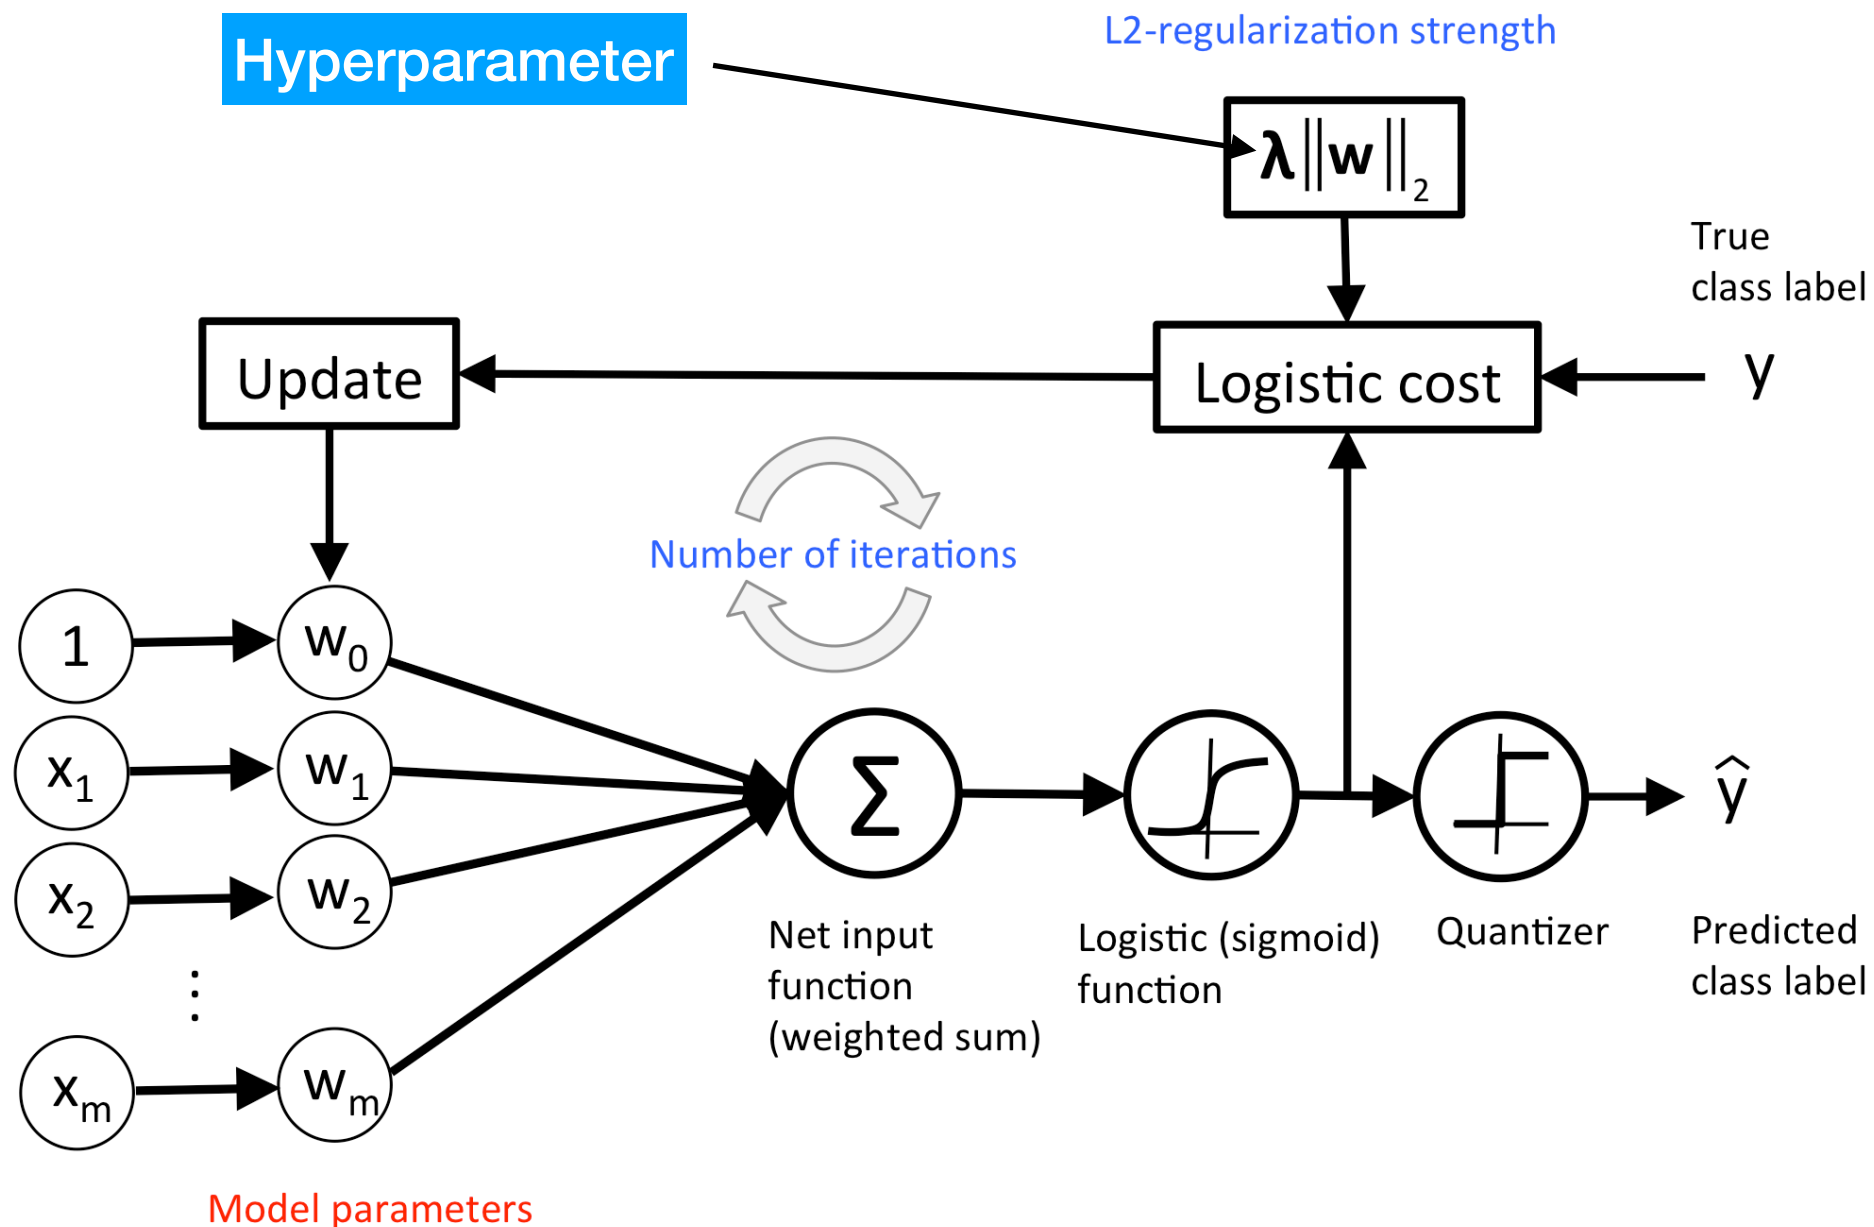 L2-regularization strength
Hyperparameter
λ||w||₂
True
class label
Update
Logistic cost
y
Number of iterations
1
w₀
x₁
w₁
Σ
ŷ
x₂
w₂
Net input
function
(weighted sum)
Logistic (sigmoid)
function
Quantizer
Predicted
class label
⋮
xₘ
wₘ
Model parameters